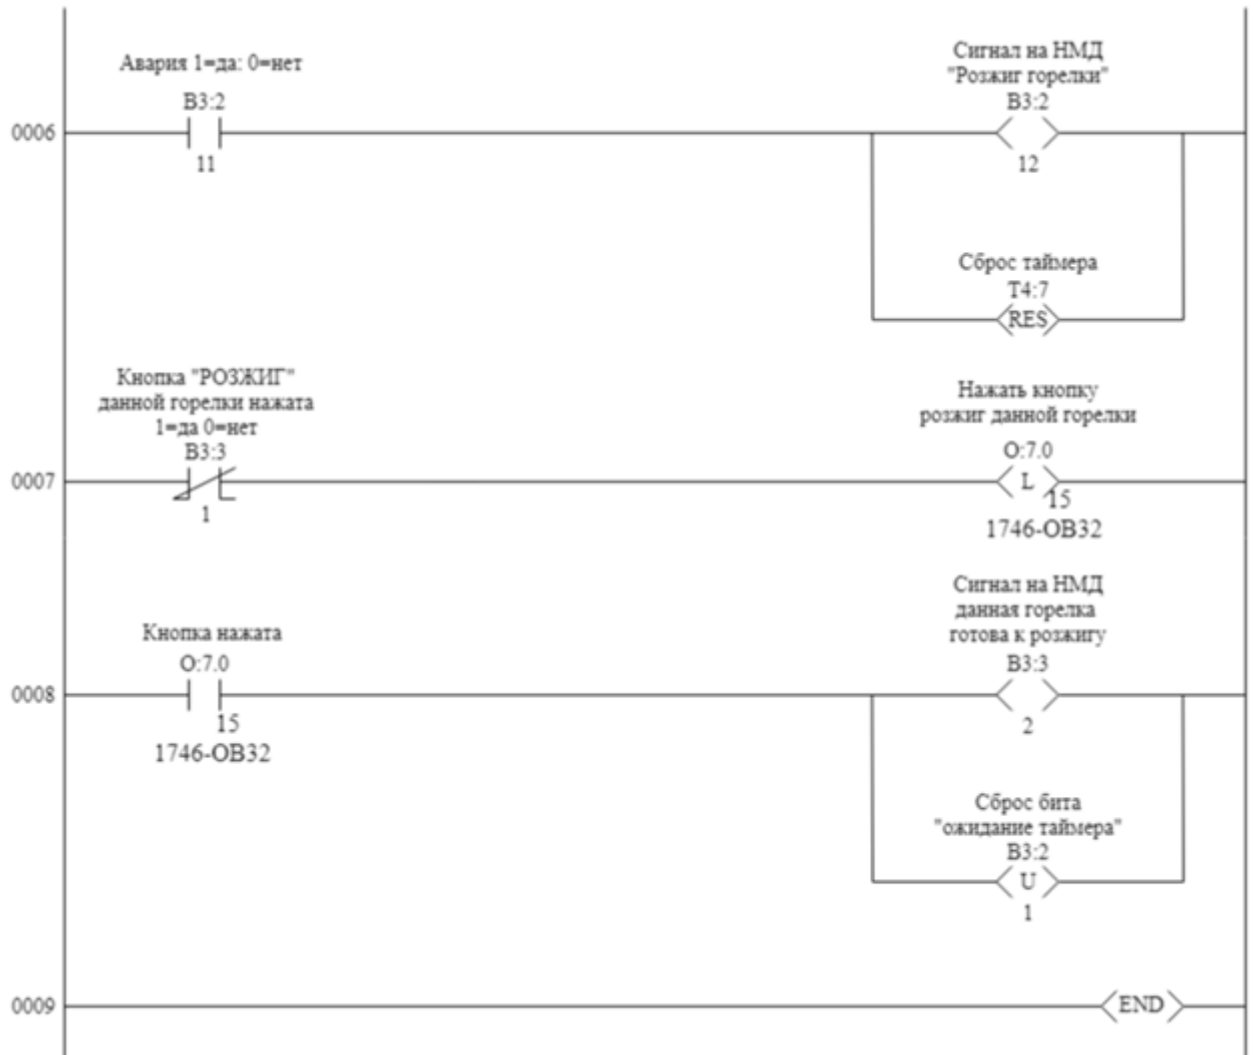 Авария 1=да: 0=нет
B3:2
0006
11
Сигнал на НМД
"Розжиг горелки"
B3:2
12
Сброс таймера
T4:7
RES
Кнопка "РОЗЖИГ"
данной горелки нажата
1=да 0=нет
B3:3
0007
1
Нажать кнопку
розжиг данной горелки
O:7.0
L
15
1746-OB32
Кнопка нажата
O:7.0
0008
15
1746-OB32
Сигнал на НМД
данная горелка
готова к розжигу
B3:3
2
Сброс бита
"ожидание таймера"
B3:2
U
1
0009
END